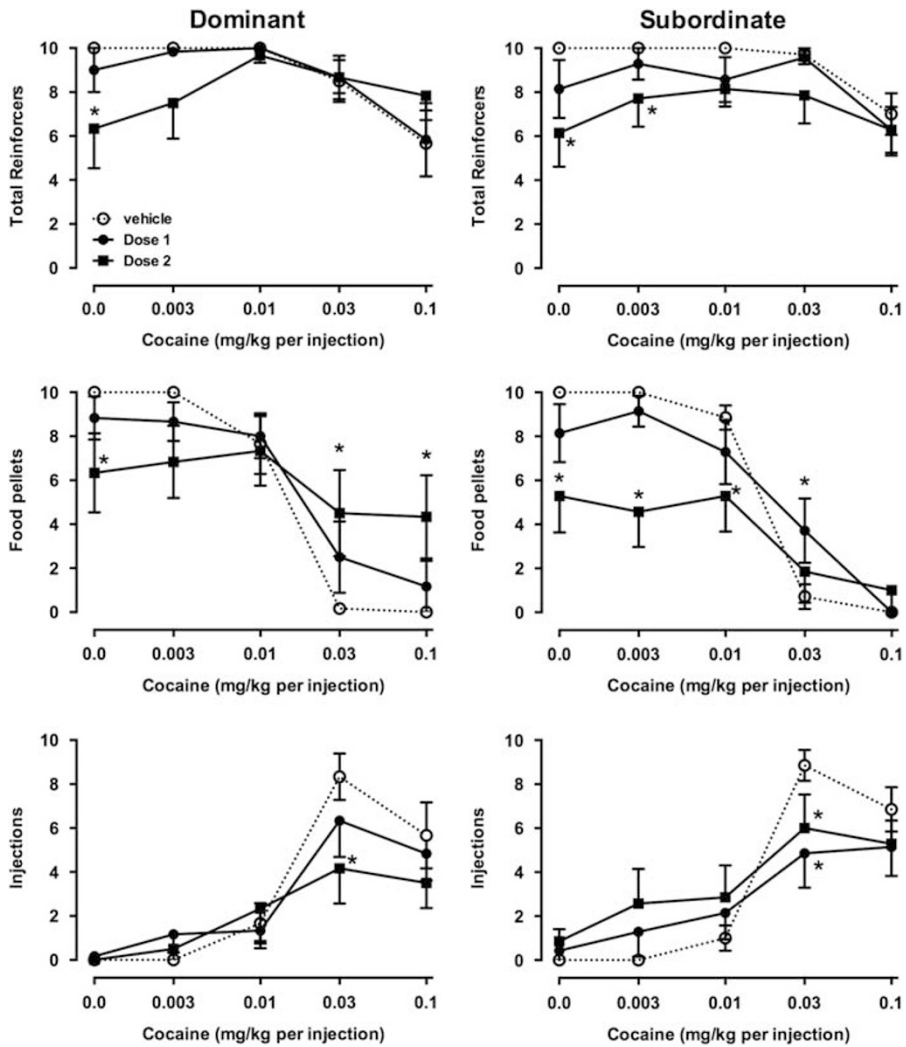 Dominant
Subordinate
Total Reinforcers
10
8
6
4
2
0
vehicle
Dose 1
Dose 2
*
0.0 0.003 0.01 0.03 0.1
Cocaine (mg/kg per injection)
Total Reinforcers
10
8
6
4
2
0
* *
0.0 0.003 0.01 0.03 0.1
Cocaine (mg/kg per injection)
Food pellets
10
8
6
4
2
0
* * *
0.0 0.003 0.01 0.03 0.1
Cocaine (mg/kg per injection)
Food pellets
10
8
6
4
2
0
* * * *
0.0 0.003 0.01 0.03 0.1
Cocaine (mg/kg per injection)
Injections
10
8
6
4
2
0
*
0.0 0.003 0.01 0.03 0.1
Cocaine (mg/kg per injection)
Injections
10
8
6
4
2
0
*
*
0.0 0.003 0.01 0.03 0.1
Cocaine (mg/kg per injection)